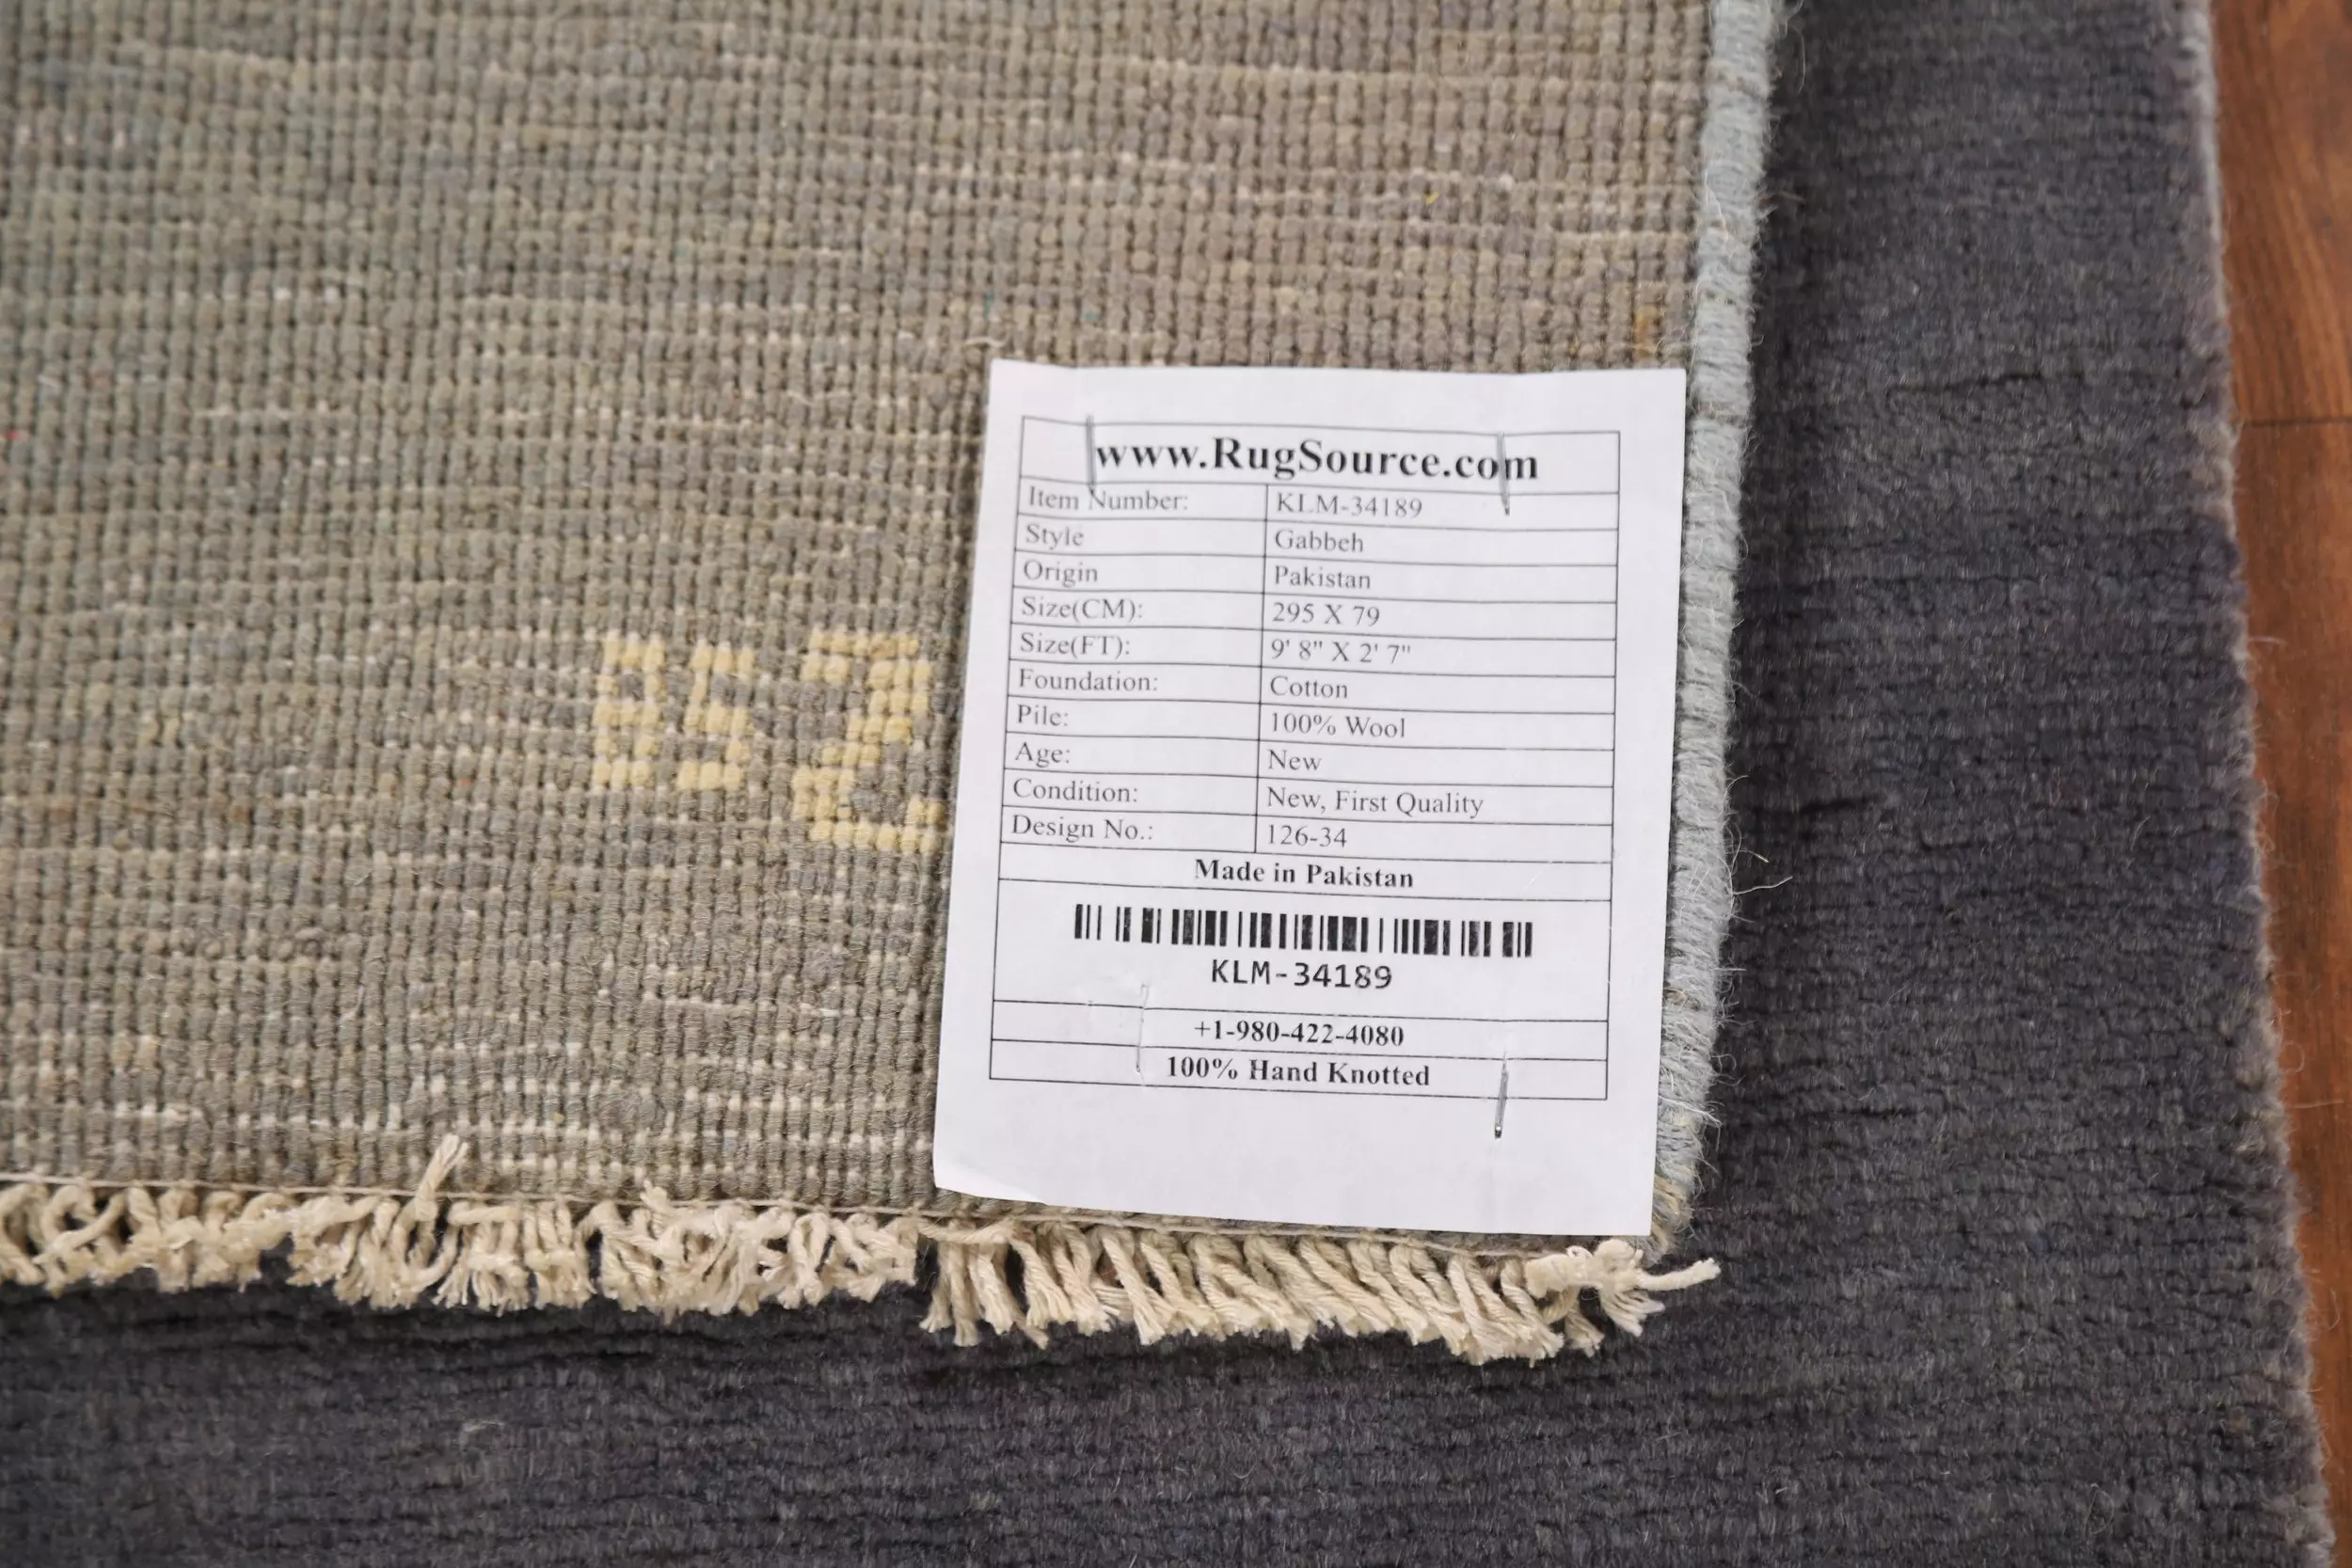 www.RugSource.com
Item Number: KLM-34189
Style Gabbeh
Origin Pakistan
Size(CM): 295 X 79
Size(FT): 9' 8" X 2' 7"
Foundation: Cotton
Pile: 100% Wool
Age: New
Condition: New, First Quality
Design No.: 126-34
Made in Pakistan
KLM-34189
+1-980-422-4080
100% Hand Knotted